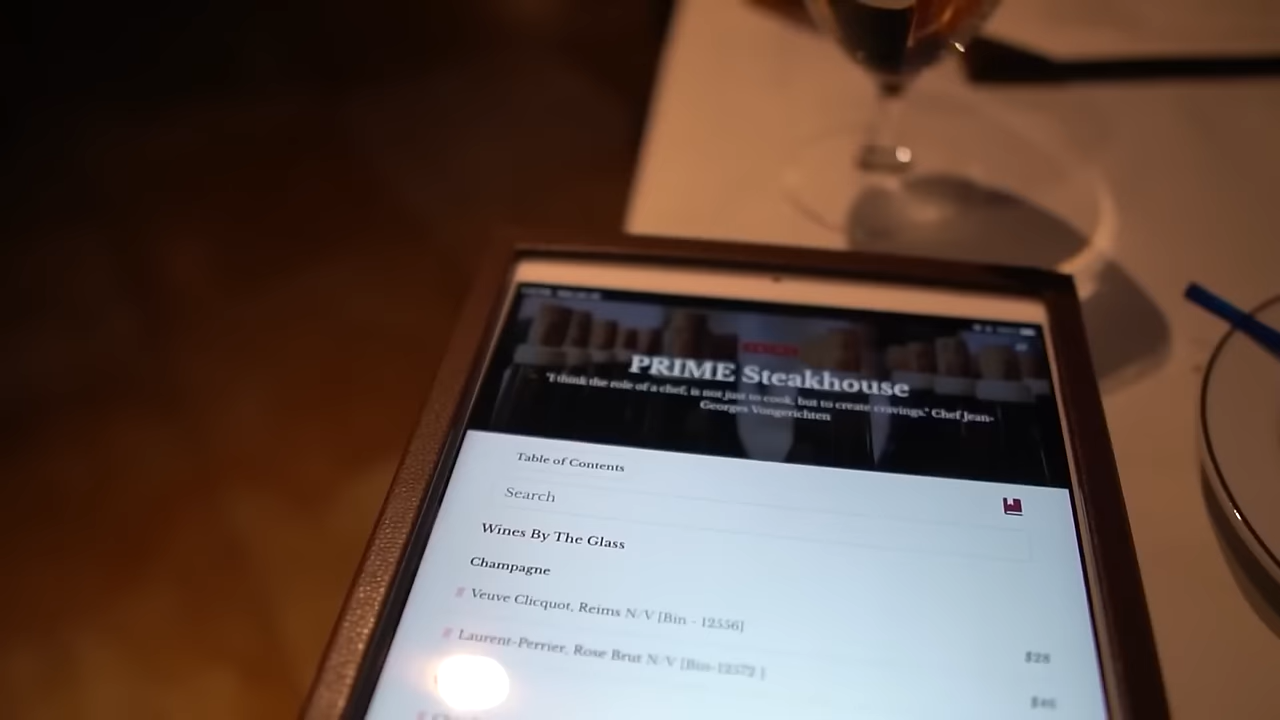 PRIME Steakhouse
"I think the role of a chef, is not just to cook, but to create cravings." Chef Jean-
Georges Vongerichten
Table of Contents
Search
Wines By The Glass
Champagne
Veuve Clicquot, Reims N/V [Bin - 12556]
$28
Laurent-Perrier, Rose Brut N/V [Bin-12572 ]
$46